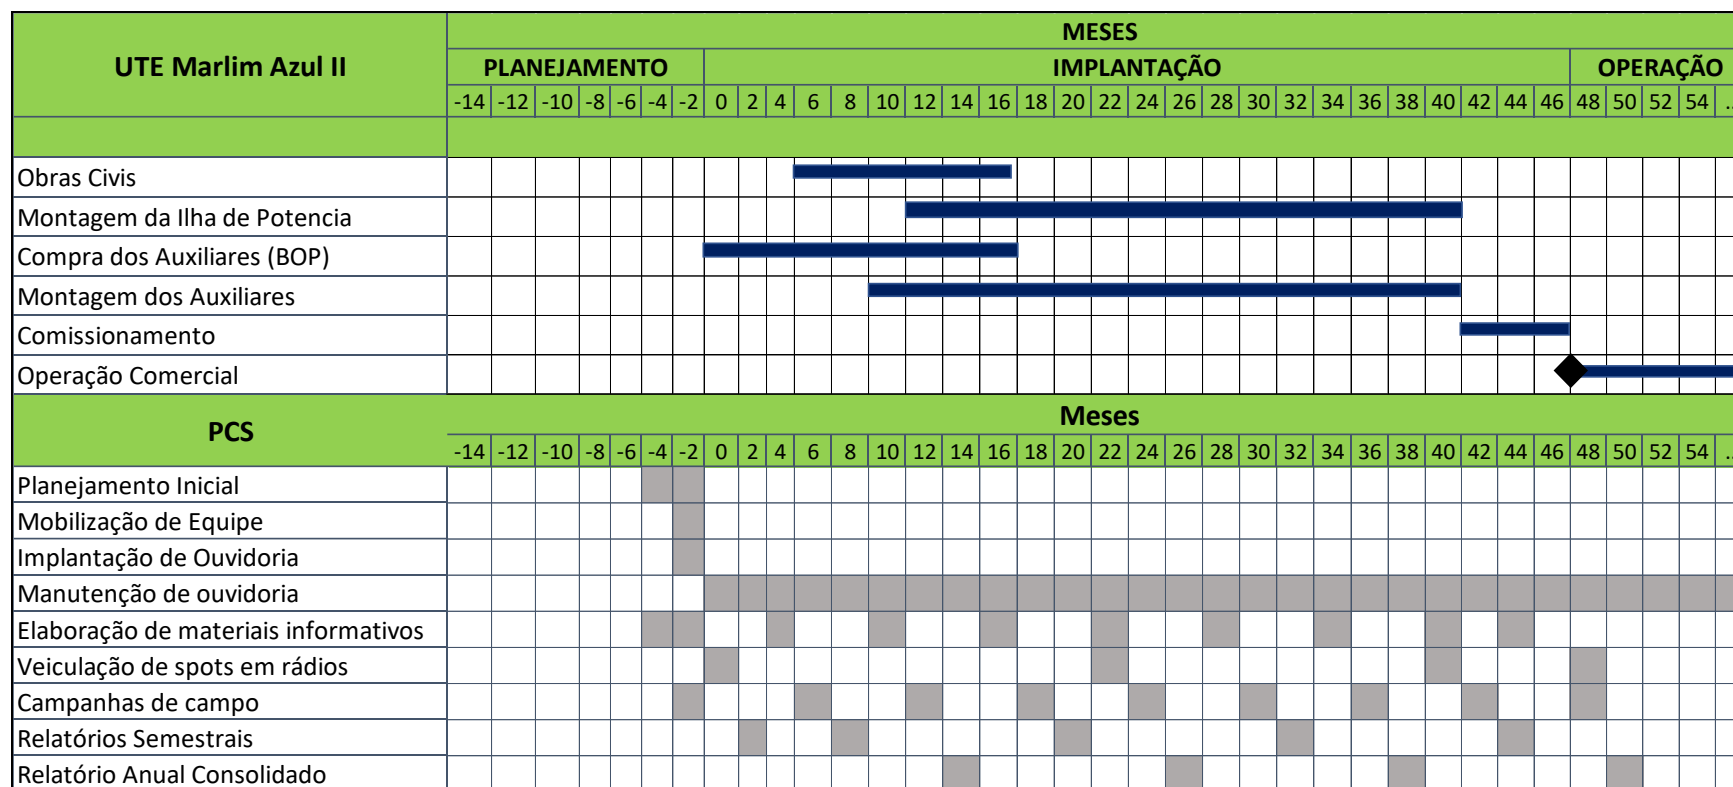 MESES
UTE Marlim Azul II
PLANEJAMENTO IMPLANTAÇÃO OPERAÇÃO
-14 -12 -10 -8 -6 -4 -2 0 2 4 6 8 10 12 14 16 18 20 22 24 26 28 30 32 34 36 38 40 42 44 46 48 50 52 54 ..
Obras Civis
Montagem da Ilha de Potencia
Compra dos Auxiliares (BOP)
Montagem dos Auxiliares
Comissionamento
Operação Comercial
PCS
Meses
-14 -12 -10 -8 -6 -4 -2 0 2 4 6 8 10 12 14 16 18 20 22 24 26 28 30 32 34 36 38 40 42 44 46 48 50 52 54 ..
Planejamento Inicial
Mobilização de Equipe
Implantação de Ouvidoria
Manutenção de ouvidoria
Elaboração de materiais informativos
Veiculação de spots em rádios
Campanhas de campo
Relatórios Semestrais
Relatório Anual Consolidado